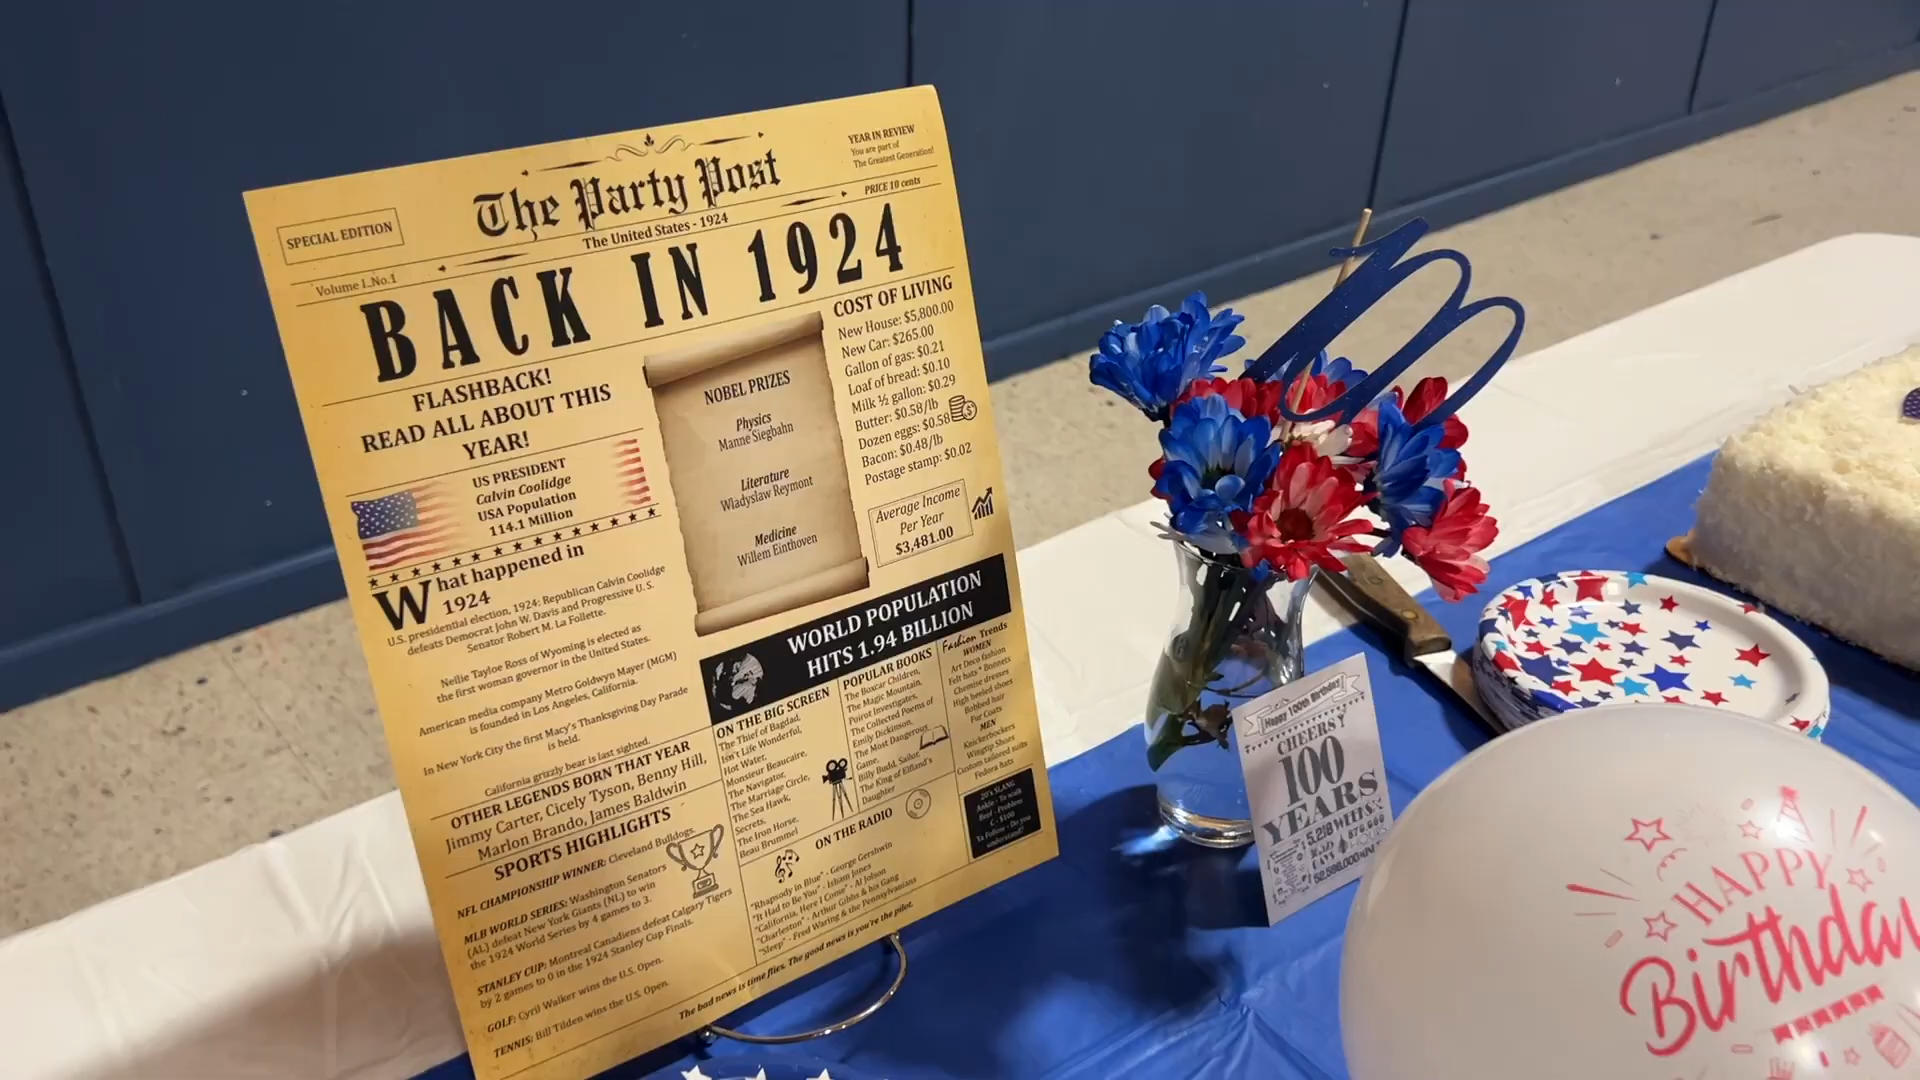 YEAR IN REVIEW
You are part of
The Greatest Generation!
The Party Post
SPECIAL EDITION
The United States - 1924
PRICE 10 cents
Volume I..No.1
BACK IN 1924
FLASHBACK!
READ ALL ABOUT THIS
YEAR!
US PRESIDENT
Calvin Coolidge
USA Population
114.1 Million
What happened in
1924
U.S. presidential election, 1924: Republican Calvin Coolidge
defeats Democrat John W. Davis and Progressive U. S.
Senator Robert M. La Follette.
Nellie Tayloe Ross of Wyoming is elected as
the first woman governor in the United States.
American media company Metro Goldwyn Mayer (MGM)
is founded in Los Angeles, California.
In New York City the first Macy's Thanksgiving Day Parade
is held.
California grizzly bear is last sighted.
OTHER LEGENDS BORN THAT YEAR
Jimmy Carter, Cicely Tyson, Benny Hill,
Marlon Brando, James Baldwin
SPORTS HIGHLIGHTS
NFL CHAMPIONSHIP WINNER: Cleveland Bulldogs.
MLB WORLD SERIES: Washington Senators
(AL) defeat New York Giants (NL) to win
the 1924 World Series by 4 games to 3.
STANLEY CUP: Montreal Canadiens defeat Calgary Tigers
by 2 games to 0 in the 1924 Stanley Cup Finals.
GOLF: Cyril Walker wins the U.S. Open.
TENNIS: Bill Tilden wins the U.S. Open.
NOBEL PRIZES
Physics
Manne Siegbahn
Literature
Wladyslaw Reymont
Medicine
Willem Einthoven
COST OF LIVING
New House: $5,800.00
New Car: $265.00
Gallon of gas: $0.21
Loaf of bread: $0.10
Milk ½ gallon: $0.29
Butter: $0.58/lb
Dozen eggs: $0.58
Bacon: $0.48/lb
Postage stamp: $0.02
Average Income
Per Year
$3,481.00
WORLD POPULATION
HITS 1.94 BILLION
ON THE BIG SCREEN
The Thief of Bagdad,
Isn't Life Wonderful,
Hot Water,
Monsieur Beaucaire,
The Navigator,
The Marriage Circle,
The Sea Hawk,
Secrets,
The Iron Horse,
Beau Brummel
POPULAR BOOKS
The Boxcar Children,
The Magic Mountain,
Poirot Investigates,
The Collected Poems of
Emily Dickinson,
The Most Dangerous
Game,
Billy Budd, Sailor,
The King of Elfland's
Daughter
Fashion Trends
WOMEN
Art Deco fashion
Felt hats * Bonnets
Chemise dresses
High heeled shoes
Bobbed hair
Fur Coats
MEN
Knickerbockers
Wingtip Shoes
Custom tailored suits
Fedora hats
20's SLANG
Ankle - To walk
Beef - Problem
C - $100
Ya Follow - Do you
understand?
ON THE RADIO
"Rhapsody in Blue" - George Gershwin
"It Had to Be You" - Isham Jones
"California, Here I Come" - Al Jolson
"Charleston" - Arthur Gibbs & his Gang
"Sleep" - Fred Waring & the Pennsylvanians
The bad news is time flies. The good news is you're the pilot.
100
Happy 100th Birthday
CHEERS!
100
YEARS
5,218 WEEKS
HAPPY
Birthday